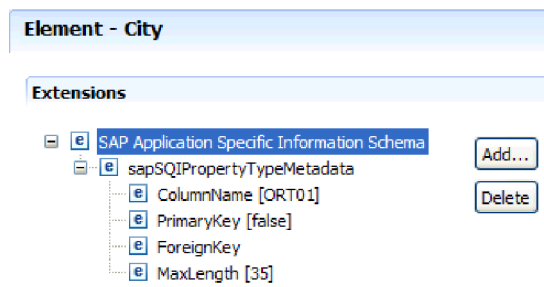 Element - City
Extensions
SAP Application Specific Information Schema
Add...
sapSQIPropertyTypeMetadata
Delete
ColumnName [ORT01]
PrimaryKey [false]
ForeignKey
MaxLength [35]